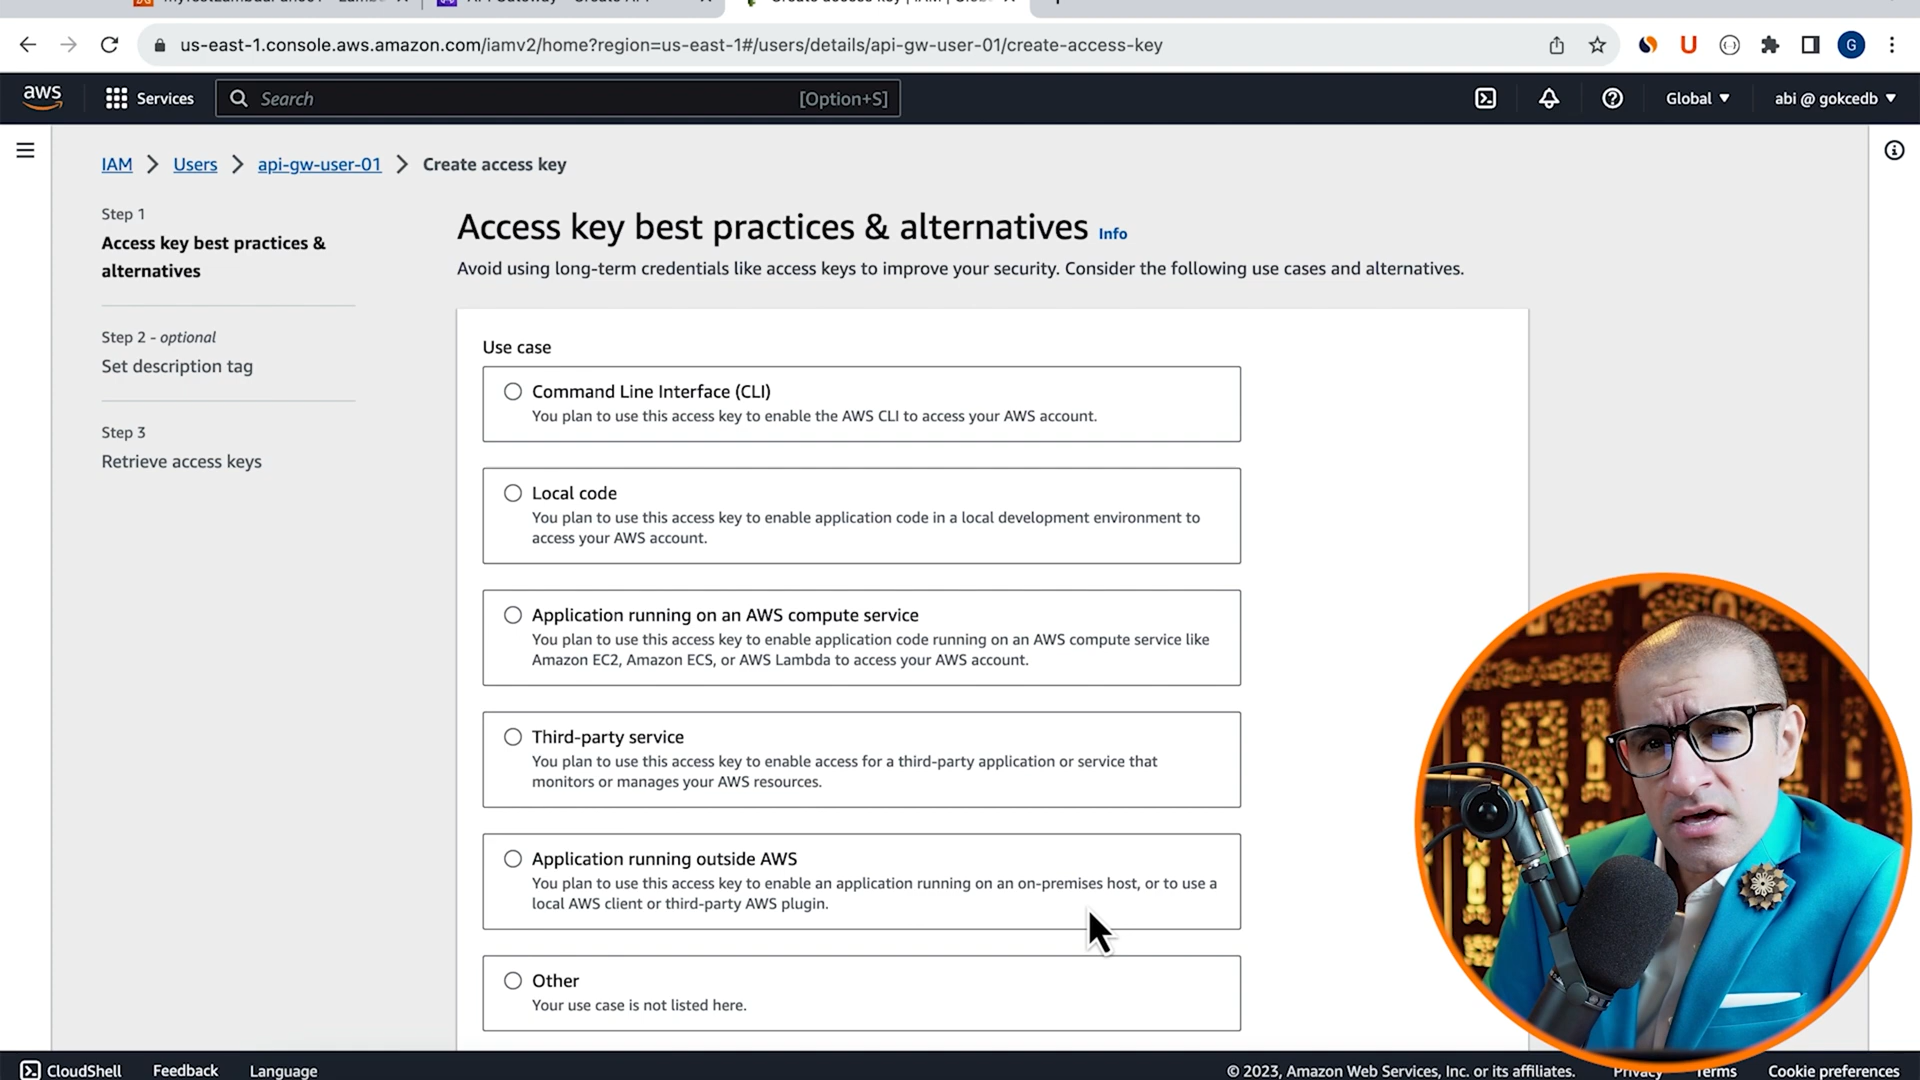 us-east-1.console.aws.amazon.com/iamv2/home?region=us-east-1#/users/details/api-gw-user-01/create-access-key
G
aws
Services
Search
[Option+S]
Global
abi @ gokcedb
IAM
Users
api-gw-user-01
Create access key
Step 1
Access key best practices &
alternatives
Step 2 - optional
Set description tag
Step 3
Retrieve access keys
Access key best practices & alternatives Info
Avoid using long-term credentials like access keys to improve your security. Consider the following use cases and alternatives.
Use case
Command Line Interface (CLI)
You plan to use this access key to enable the AWS CLI to access your AWS account.
Local code
You plan to use this access key to enable application code in a local development environment to
access your AWS account.
Application running on an AWS compute service
You plan to use this access key to enable application code running on an AWS compute service like
Amazon EC2, Amazon ECS, or AWS Lambda to access your AWS account.
Third-party service
You plan to use this access key to enable access for a third-party application or service that
monitors or manages your AWS resources.
Application running outside AWS
You plan to use this access key to enable an application running on an on-premises host, or to use a
local AWS client or third-party AWS plugin.
Other
Your use case is not listed here.
CloudShell
Feedback
Language
© 2023, Amazon Web Services, Inc. or its affiliates.
Privacy
Terms
Cookie preferences